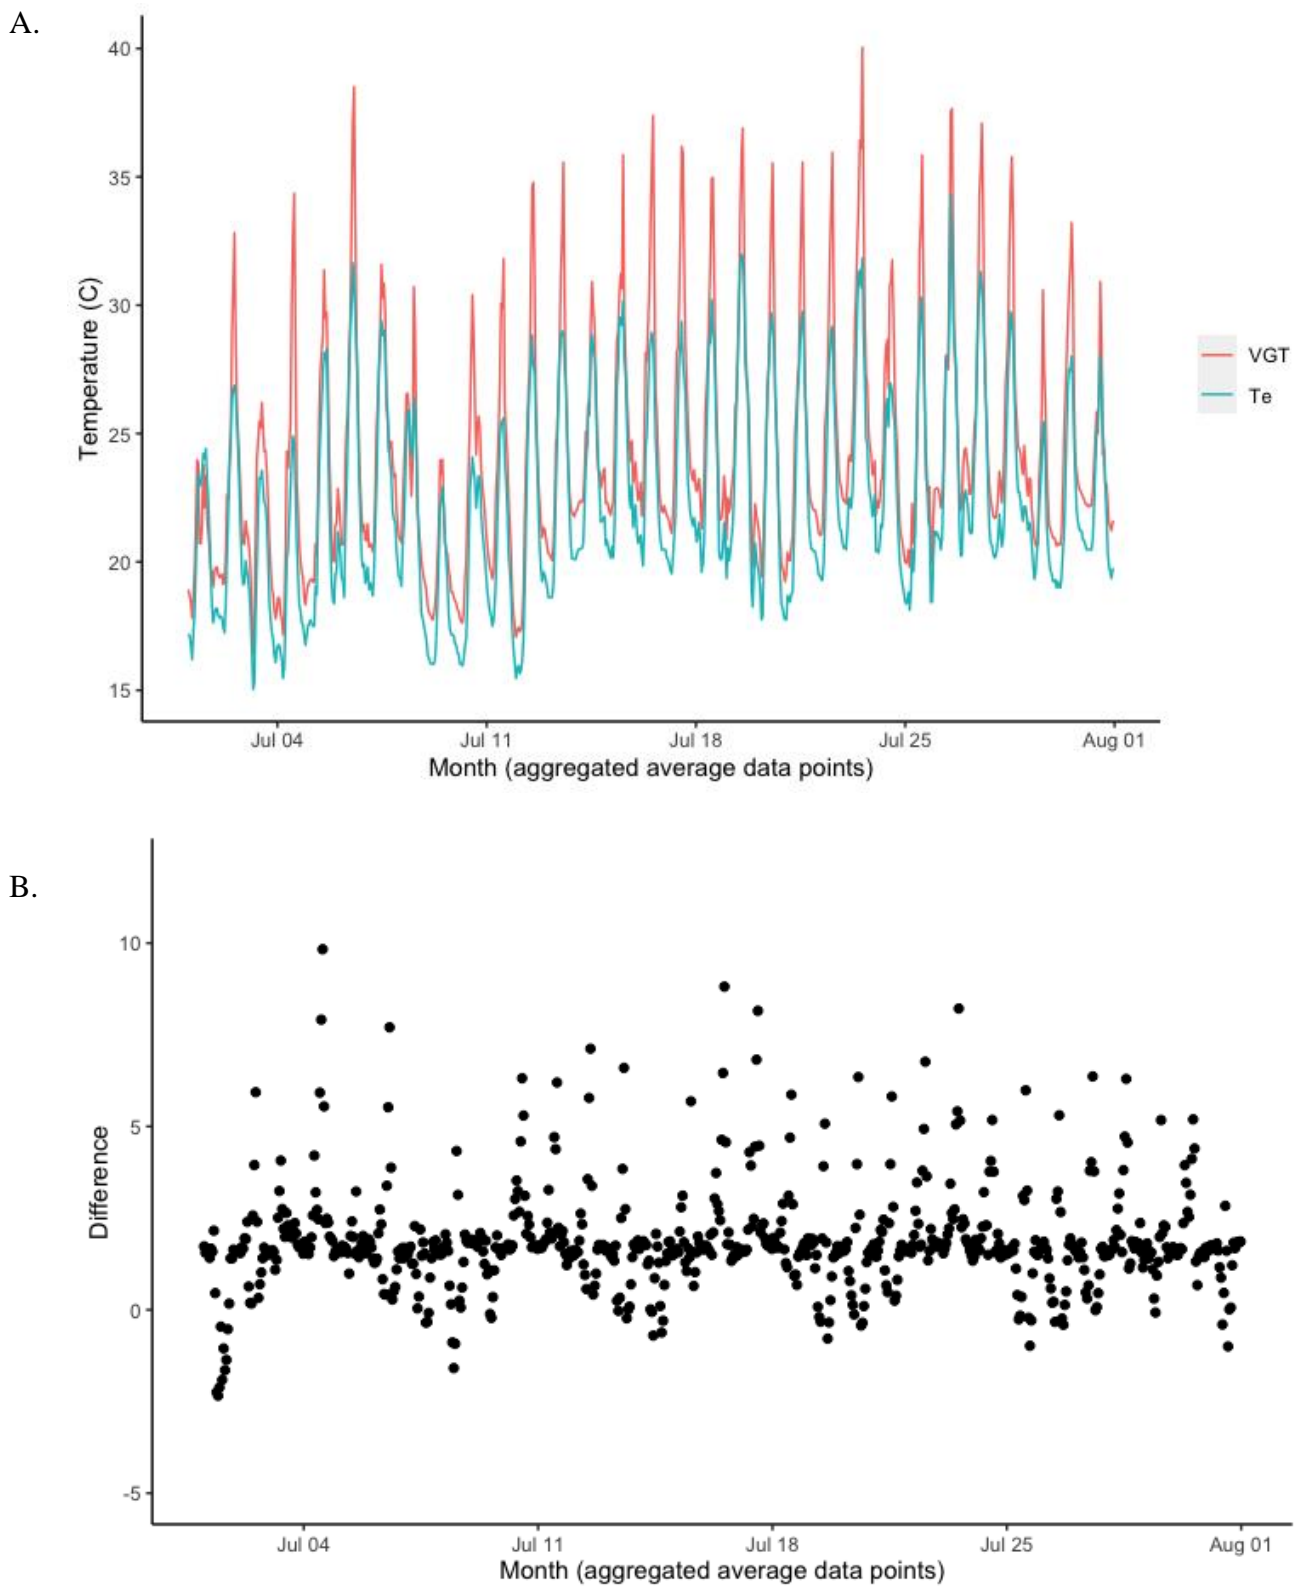 A.
40
35
30
25
20
15
Temperature (C)
Jul 04 Jul 11 Jul 18 Jul 25 Aug 01
Month (aggregated average data points)
VGT
Te
B.
10
5
0
-5
Difference
Jul 04 Jul 11 Jul 18 Jul 25 Aug 01
Month (aggregated average data points)